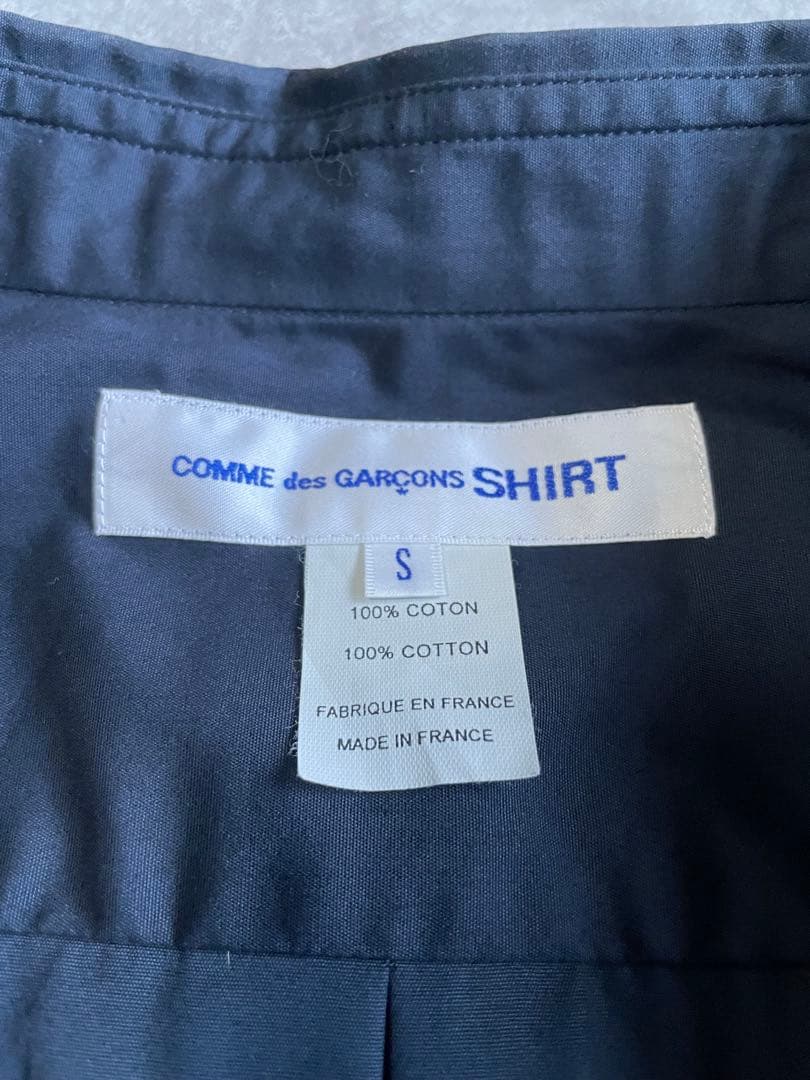 COMME des GARÇONS SHIRT
S
100% COTON
100% COTTON
FABRIQUE EN FRANCE
MADE IN FRANCE